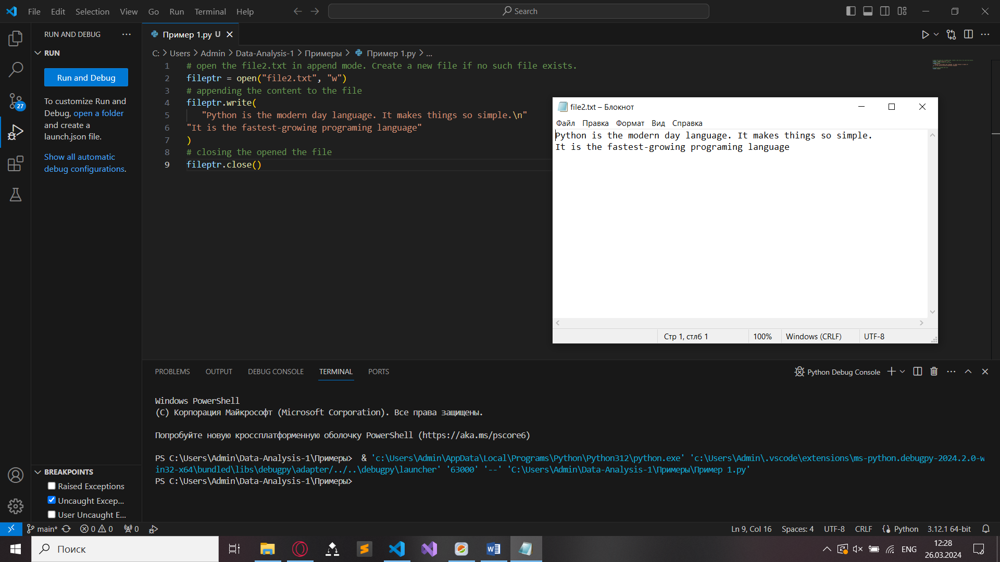 File Edit Selection View Go Run Terminal Help
Search
RUN AND DEBUG
RUN
Run and Debug
To customize Run and
Debug, open a folder
and create a
launch.json file.
Show all automatic
debug configurations.
27
Пример 1.py U
C: > Users > Admin > Data-Analysis-1 > Примеры > Пример 1.py > ...
1 # open the file2.txt in append mode. Create a new file if no such file exists.
2 fileptr = open("file2.txt", "w")
3 # appending the content to the file
4 fileptr.write(
5 "Python is the modern day language. It makes things so simple.\n"
6 "It is the fastest-growing programing language"
7 )
8 # closing the opened the file
9 fileptr.close()
file2.txt – Блокнот
Файл Правка Формат Вид Справка
Python is the modern day language. It makes things so simple.
It is the fastest-growing programing language
Стр 1, стлб 1 100% Windows (CRLF) UTF-8
PROBLEMS OUTPUT DEBUG CONSOLE TERMINAL PORTS
Python Debug Console
Windows PowerShell
(C) Корпорация Майкрософт (Microsoft Corporation). Все права защищены.
Попробуйте новую кроссплатформенную оболочку PowerShell (https://aka.ms/pscore6)
PS C:\Users\Admin\Data-Analysis-1\Примеры>  & 'c:\Users\Admin\AppData\Local\Programs\Python\Python312\python.exe' 'c:\Users\Admin\.vscode\extensions\ms-python.debugpy-2024.2.0-w
in32-x64\bundled\libs\debugpy\adapter/../..\debugpy\launcher' '63000' '--' 'C:\Users\Admin\Data-Analysis-1\Примеры\Пример 1.py'
PS C:\Users\Admin\Data-Analysis-1\Примеры>
BREAKPOINTS
Raised Exceptions
Uncaught Excep...
User Uncaught E...
main* 0 0 0
Ln 9, Col 16 Spaces: 4 UTF-8 CRLF Python 3.12.1 64-bit
Поиск
ENG
12:28
26.03.2024